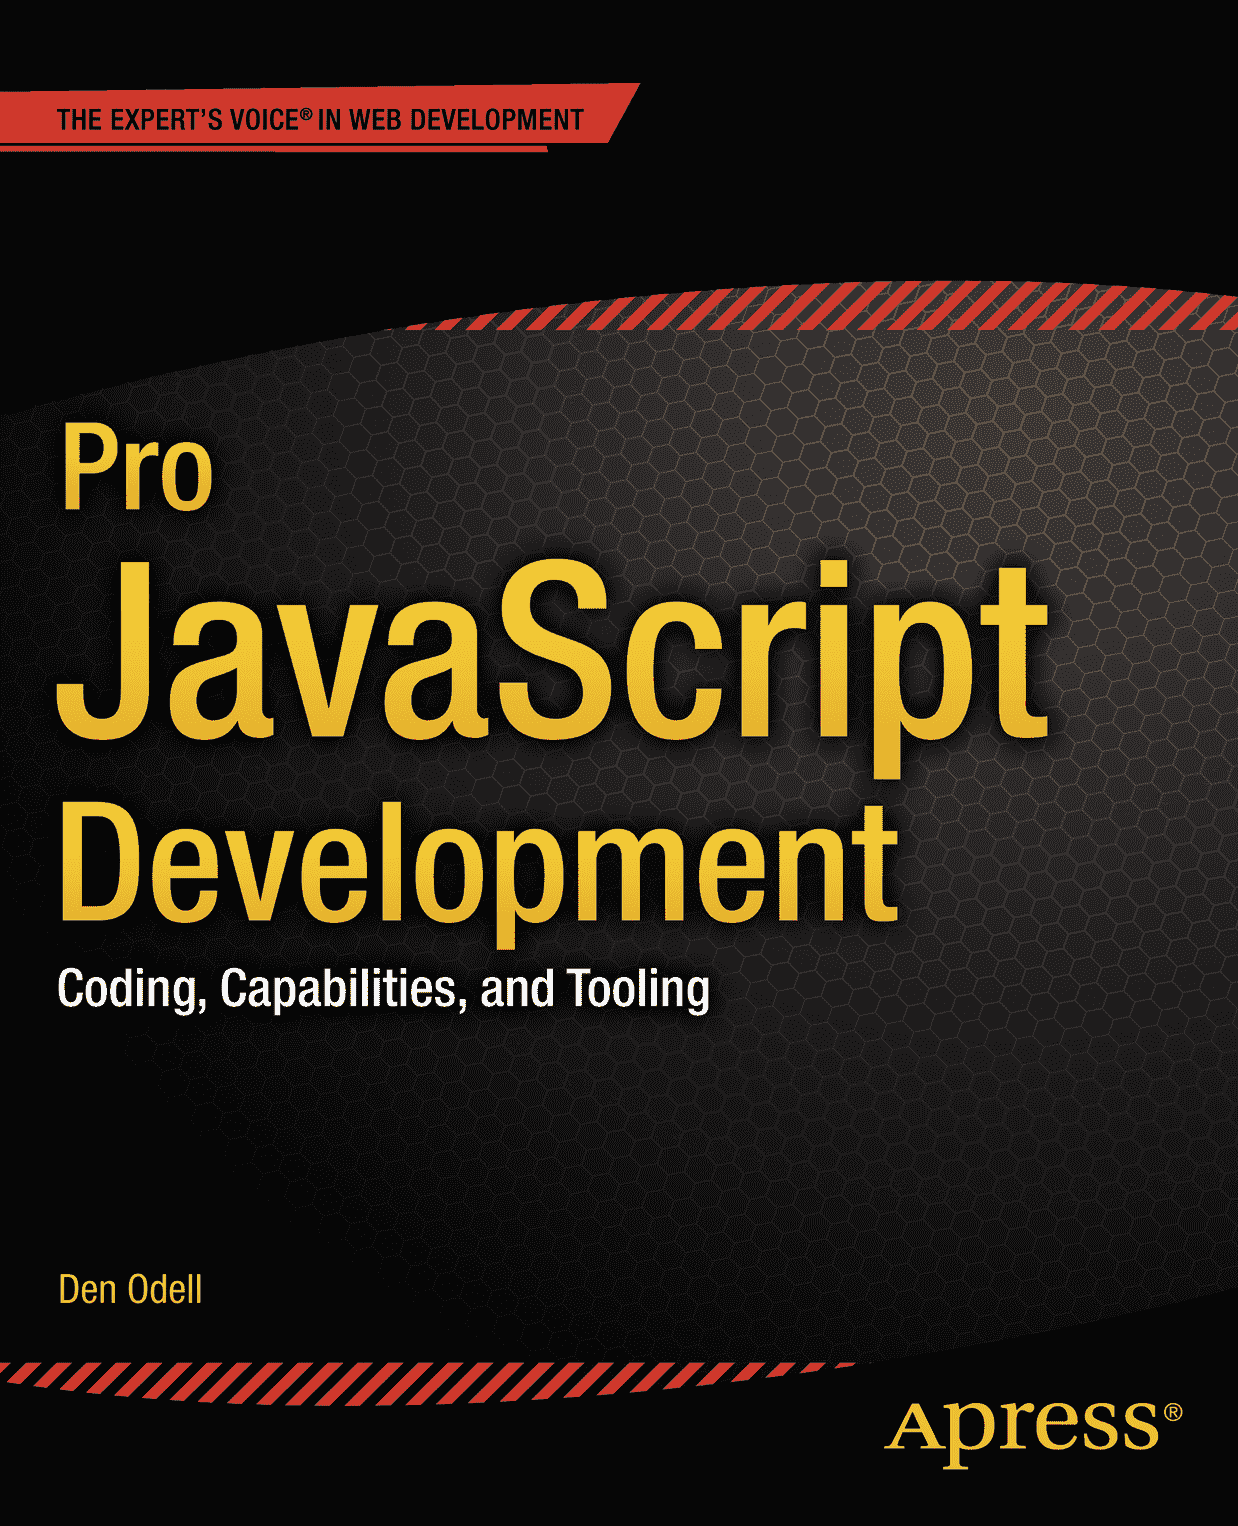 THE EXPERT’S VOICE® IN WEB DEVELOPMENT
Pro
JavaScript
Development
Coding, Capabilities, and Tooling
Den Odell
Apress®